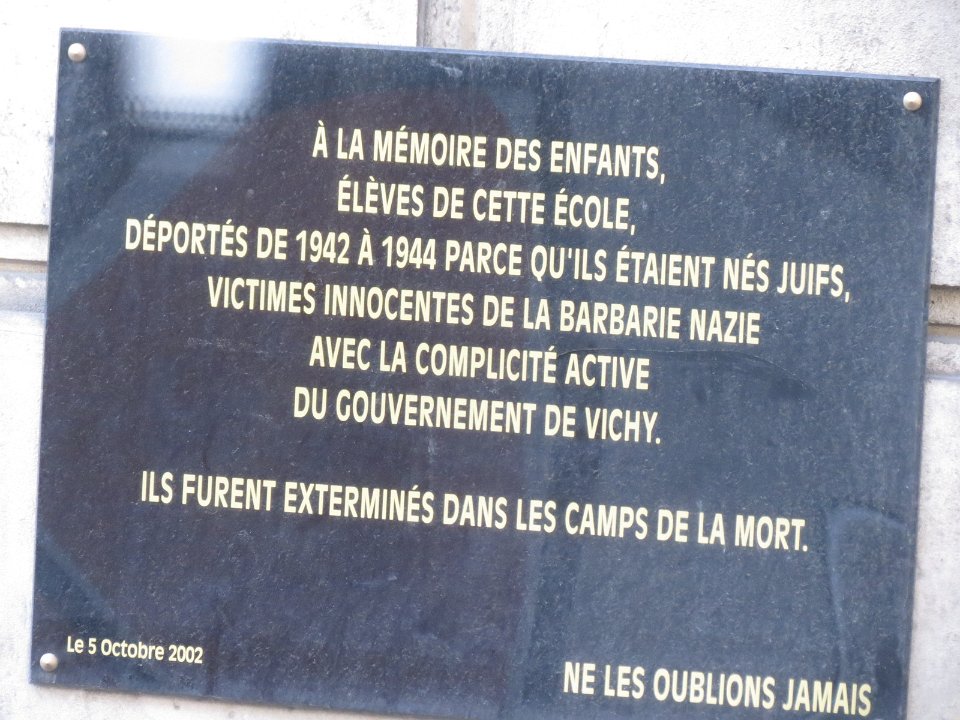 À LA MÉMOIRE DES ENFANTS,
ÉLÈVES DE CETTE ÉCOLE,
DÉPORTÉS DE 1942 À 1944 PARCE QU'ILS ÉTAIENT NÉS JUIFS,
VICTIMES INNOCENTES DE LA BARBARIE NAZIE
AVEC LA COMPLICITÉ ACTIVE
DU GOUVERNEMENT DE VICHY.
ILS FURENT EXTERMINÉS DANS LES CAMPS DE LA MORT.
Le 5 Octobre 2002
NE LES OUBLIONS JAMAIS